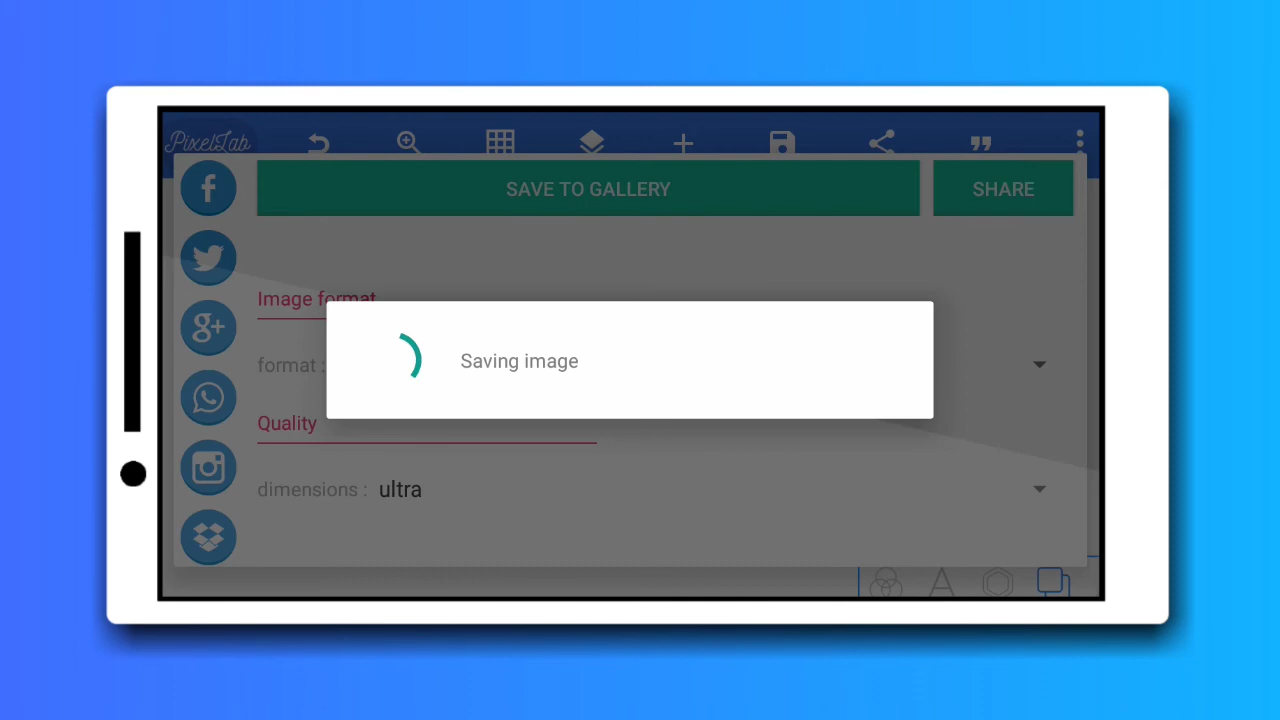 PixelLab
SAVE TO GALLERY
SHARE
Image format
format :
Saving image
Quality
dimensions : ultra